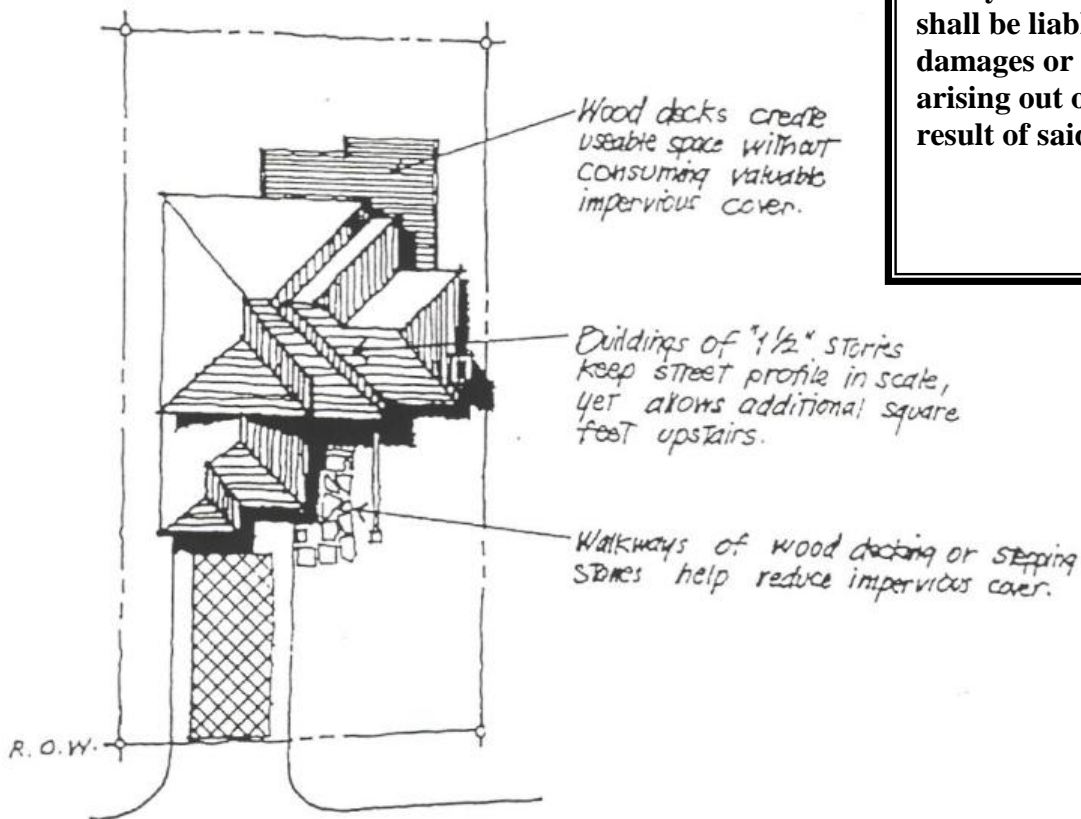 shall be liabl
damages or
arising out o
result of said
Wood decks create
useable space without
consuming valuable
impervious cover.
Buildings of "1 1/2" stories
keep street profile in scale,
yet allows additional square
feet upstairs.
Walkways of wood decking or stepping
stones help reduce impervious cover.
R.O.W.